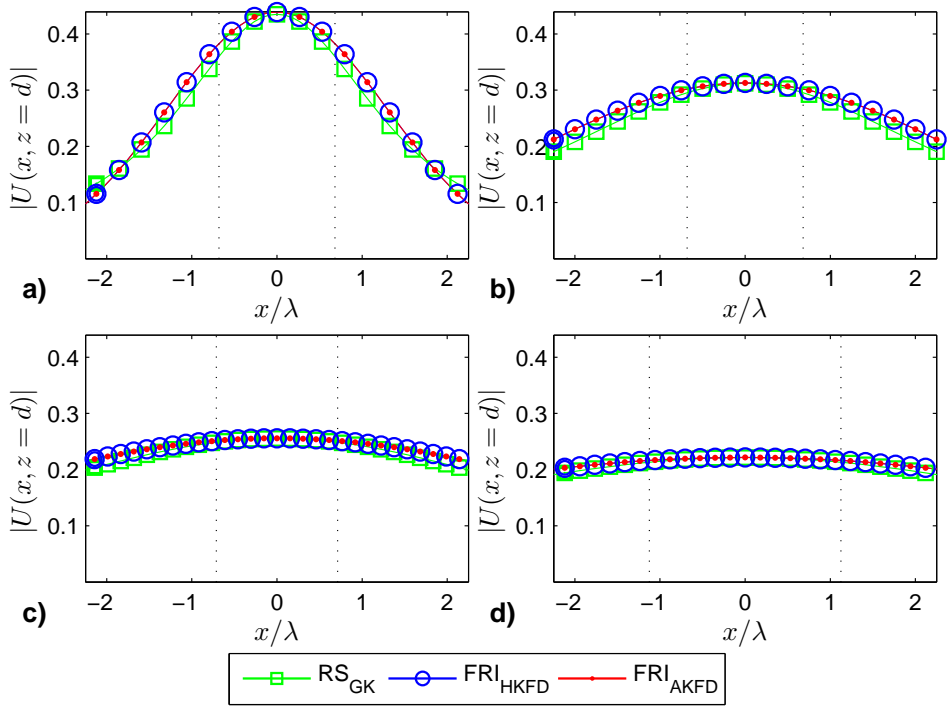 0.4
0.3
0.2
0.1
|U(x, z = d)|
−2 −1 0 1 2
x/λ
a)
0.4
0.3
0.2
0.1
|U(x, z = d)|
−2 −1 0 1 2
x/λ
b)
0.4
0.3
0.2
0.1
|U(x, z = d)|
−2 −1 0 1 2
x/λ
c)
0.4
0.3
0.2
0.1
|U(x, z = d)|
−2 −1 0 1 2
x/λ
d)
RS_GK FRI_HKFD FRI_AKFD